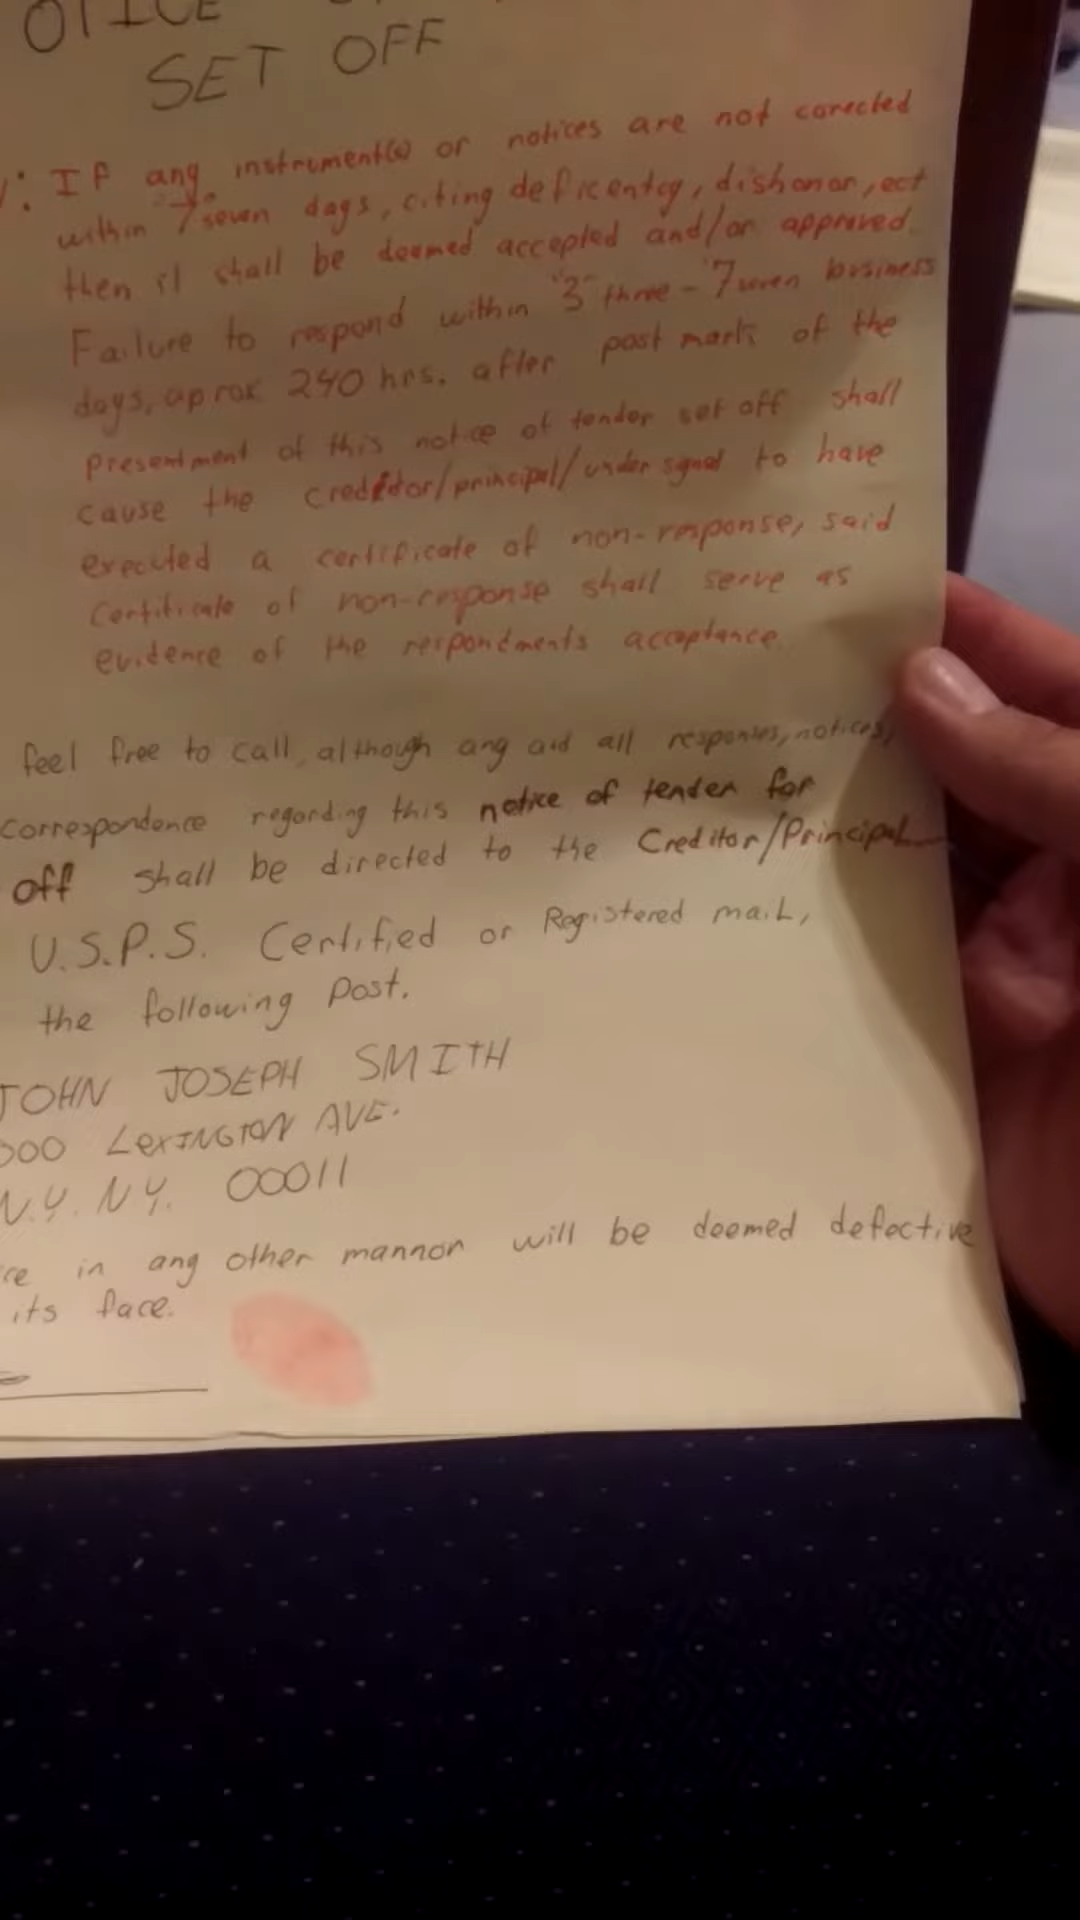 OTICE
SET OFF
: If any instrument(s) or notices are not corected
within "7" seven days, citing deficentcy, dishonor, ect
then it shall be deemed accepted and/or approved.
Failure to respond within "3" three - "7" seven business
days, aprox 240 hrs. after post mark of the
presentment of this notice of tender set off shall
cause the creditor/principal/undersigned to have
executed a certificate of non-response, said
Certificate of non-response shall serve as
evidence of the respondments acceptance.
feel free to call, although any and all responses, notices,
correspondence regarding this notice of tender for
off shall be directed to the Creditor/Principal
U.S.P.S. Certified or Registered maiL,
the following Post.
JOHN JOSEPH SMITH
000 LexINGTON AVE.
N.Y. NY. 00011
ce in any other mannor will be deemed defective
its face.